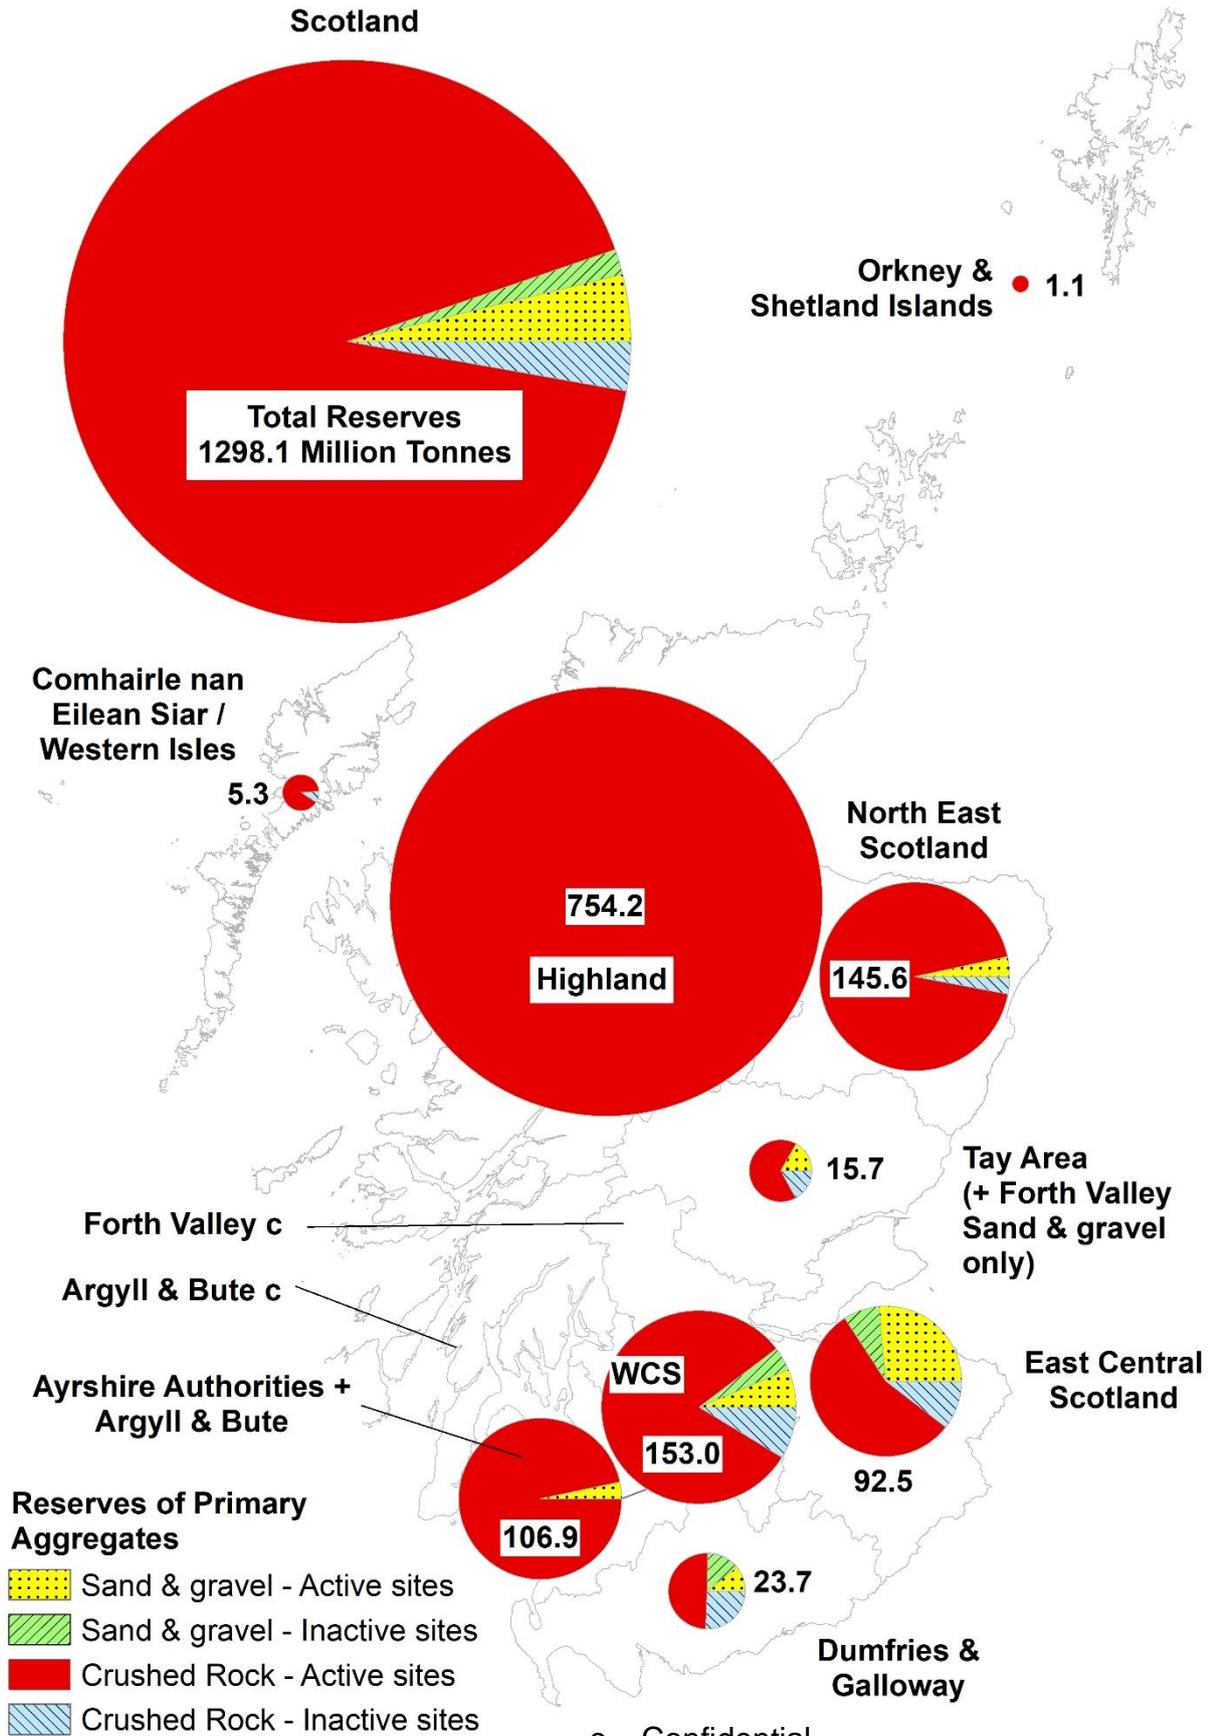 Scotland
Total Reserves
1298.1 Million Tonnes
Orkney &
Shetland Islands
1.1
Comhairle nan
Eilean Siar /
Western Isles
5.3
754.2
Highland
North East
Scotland
145.6
15.7
Tay Area
(+ Forth Valley
Sand & gravel
only)
Forth Valley c
Argyll & Bute c
Ayrshire Authorities +
Argyll & Bute
106.9
WCS
153.0
East Central
Scotland
92.5
23.7
Dumfries &
Galloway
Reserves of Primary
Aggregates
Sand & gravel - Active sites
Sand & gravel - Inactive sites
Crushed Rock - Active sites
Crushed Rock - Inactive sites
Confidential